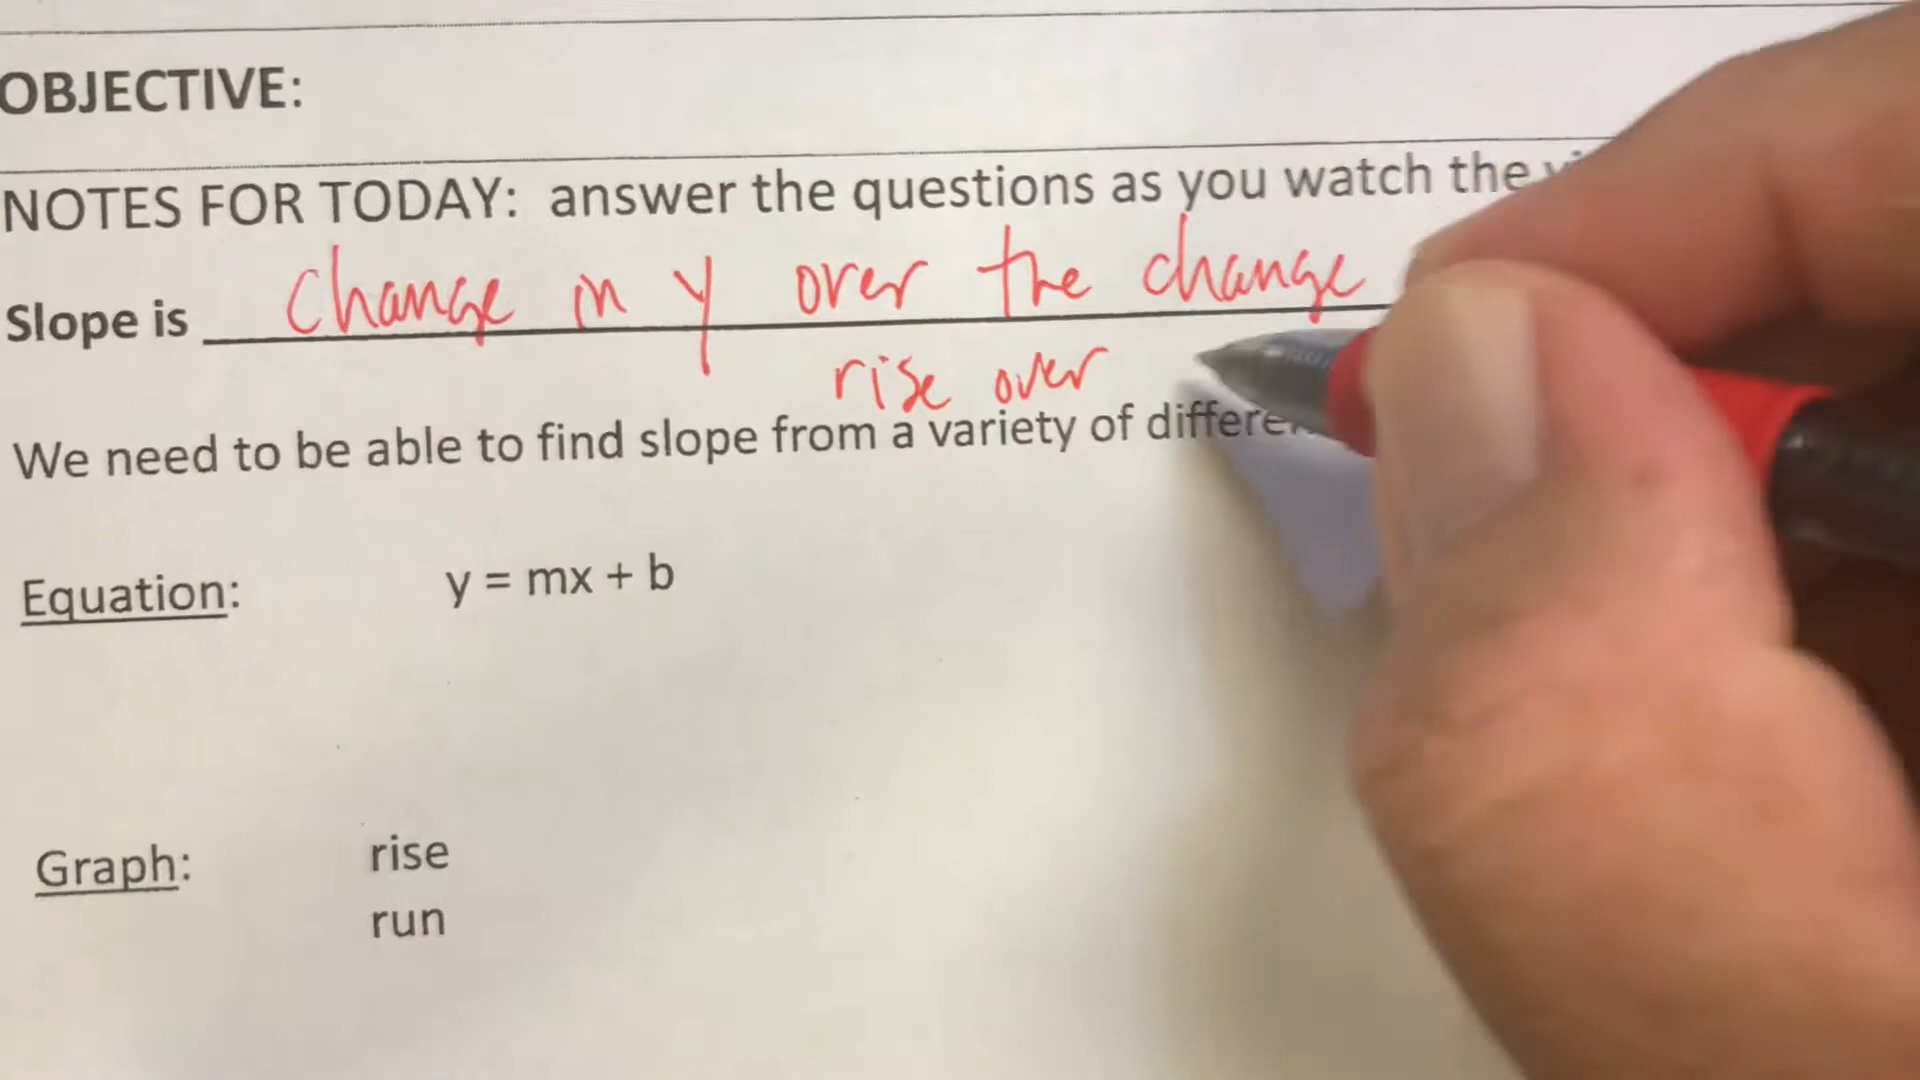 OBJECTIVE:
NOTES FOR TODAY: answer the questions as you watch the
Slope is change in y over the change
rise over
We need to be able to find slope from a variety of
Equation: y = mx + b
Graph: rise
run